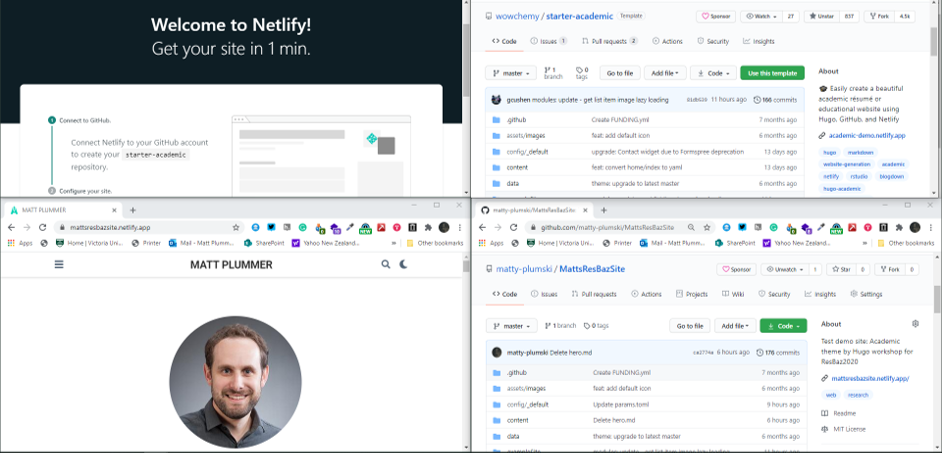 Welcome to Netlify!
Get your site in 1 min.
1 Connect to GitHub.
Connect Netlify to your GitHub account
to create your starter-academic
repository.
2 Configure your site.
wowchemy / starter-academic Template
Sponsor Watch 27 Unstar 837 Fork 4.5k
Code Issues 1 Pull requests 2 Actions Security Insights
master 1 branch 0 tags Go to file Add file Code Use this template
gcushen modules: update - get list item image lazy loading 11 hours ago 166 commits
.github Create FUNDING.yml 7 months ago
assets/images feat: add default icon 6 months ago
config/_default upgrade: Contact widget due to Formspree deprecation 13 days ago
content feat: convert home/index to yaml 13 days ago
data theme: upgrade to latest master 6 months ago
About
Easily create a beautiful
academic résumé or
educational website using
Hugo, GitHub, and Netlify
academic-demo.netlify.app
hugo markdown
website-generation academic
netlify rstudio blogdown
hugo-academic
MATT PLUMMER
mattsresbazsite.netlify.app
Apps Home | Victoria Un... Printer Mail - Matt Plumm... SharePoint Yahoo New Zealand... Other bookmarks
MATT PLUMMER
matty-plumski/MattsResBazSite
github.com/matty-plumski/MattsResBazSite
Apps Home | Victoria Un... Printer Mail - Matt Plumm... SharePoint Yahoo New Zealand... Other bookmarks
matty-plumski / MattsResBazSite
Sponsor Unwatch 1 Star 0 Fork 0
Code Issues Pull requests Actions Projects Wiki Security Insights Settings
master 1 branch 0 tags Go to file Add file Code
matty-plumski Delete hero.md 6 hours ago 176 commits
.github Create FUNDING.yml 7 months ago
assets/images feat: add default icon 6 months ago
config/_default Update params.toml 9 hours ago
content Delete hero.md 6 hours ago
data theme: upgrade to latest master 6 months ago
About
Test demo site: Academic
theme by Hugo workshop for
ResBaz2020
mattsresbazsite.netlify.app/
web research
Readme
MIT License